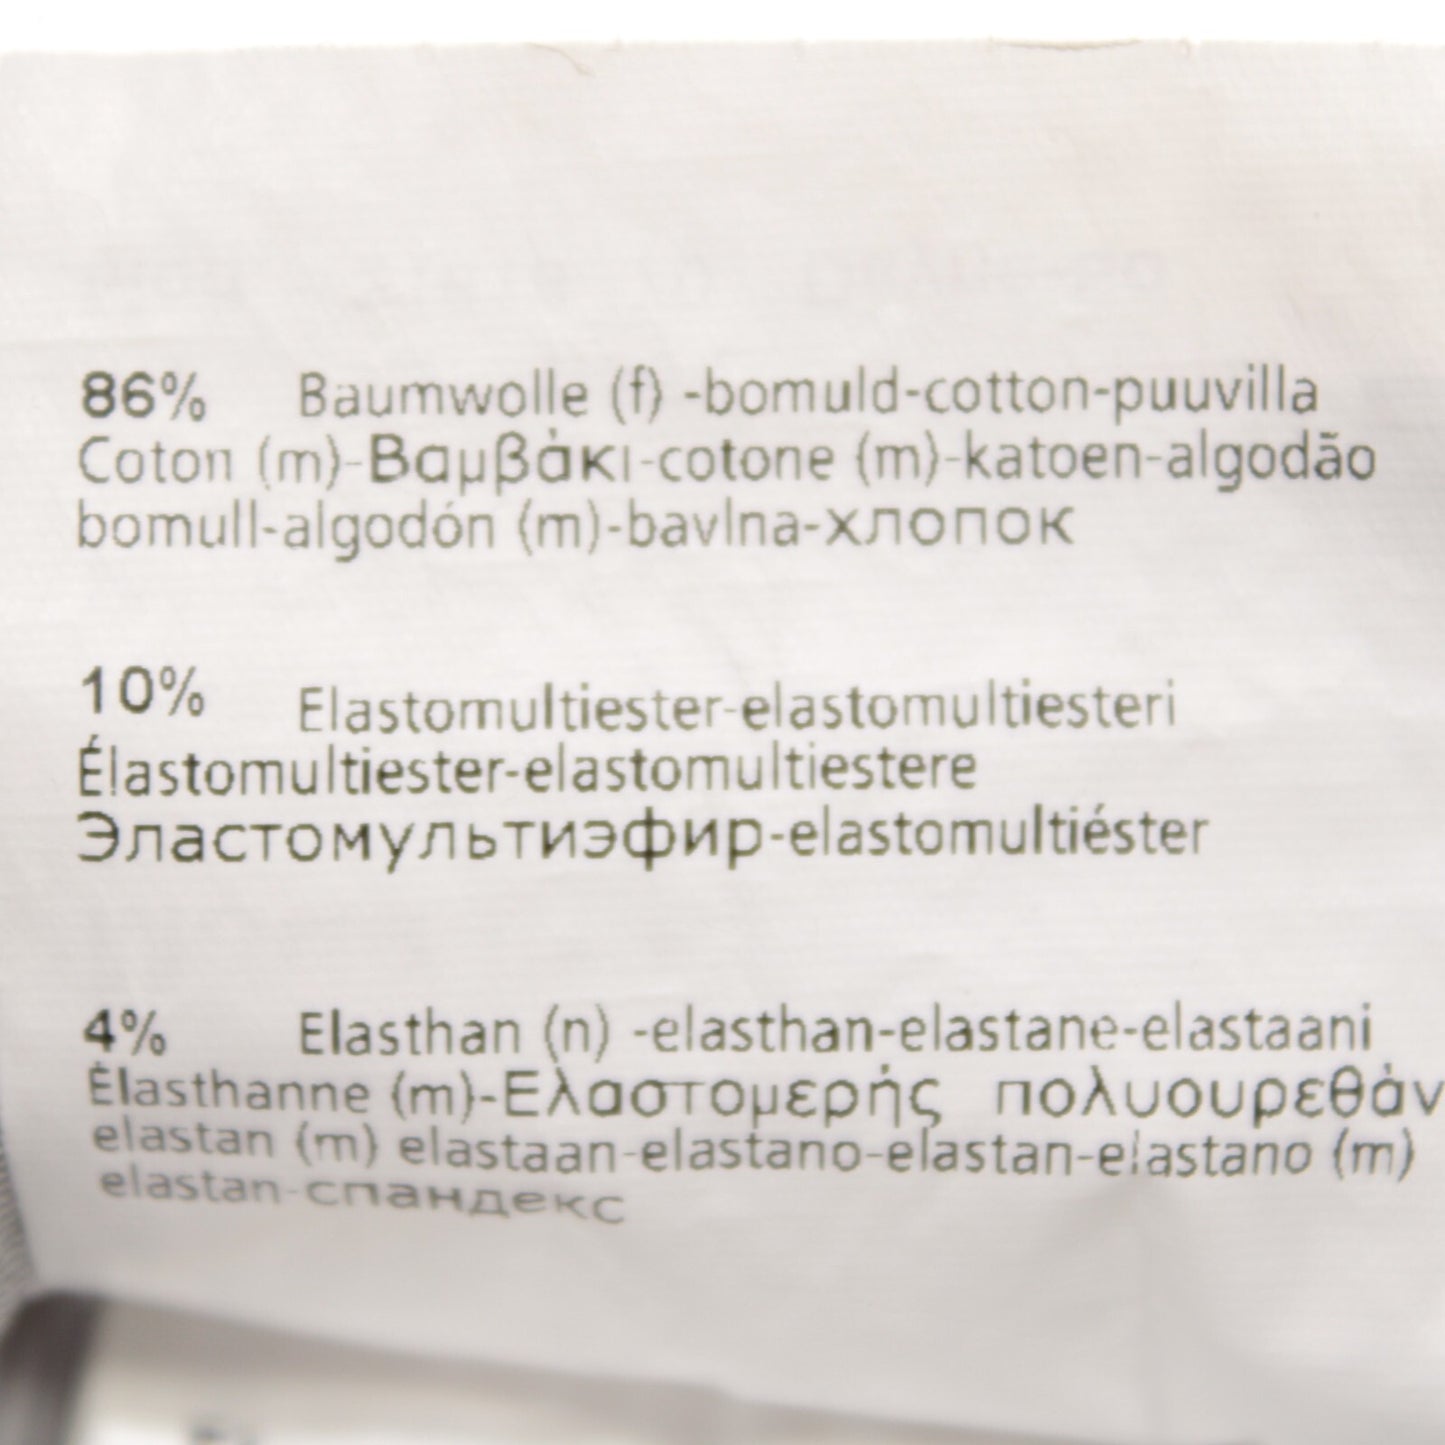 86% Baumwolle (f) -bomuld-cotton-puuvilla
Coton (m)-Βαμβάκι-cotone (m)-katoen-algodão
bomull-algodón (m)-bavlna-хлопок
10% Elastomultiester-elastomultiesteri
Élastomultiester-elastomultiestere
Эластомультиэфир-elastomultiéster
4% Elasthan (n) -elasthan-elastane-elastaani
Élasthanne (m)-Ελαστομερής πολυουρεθάν
elastan (m) elastaan-elastano-elastan-elastano (m)
elastan-спандекс